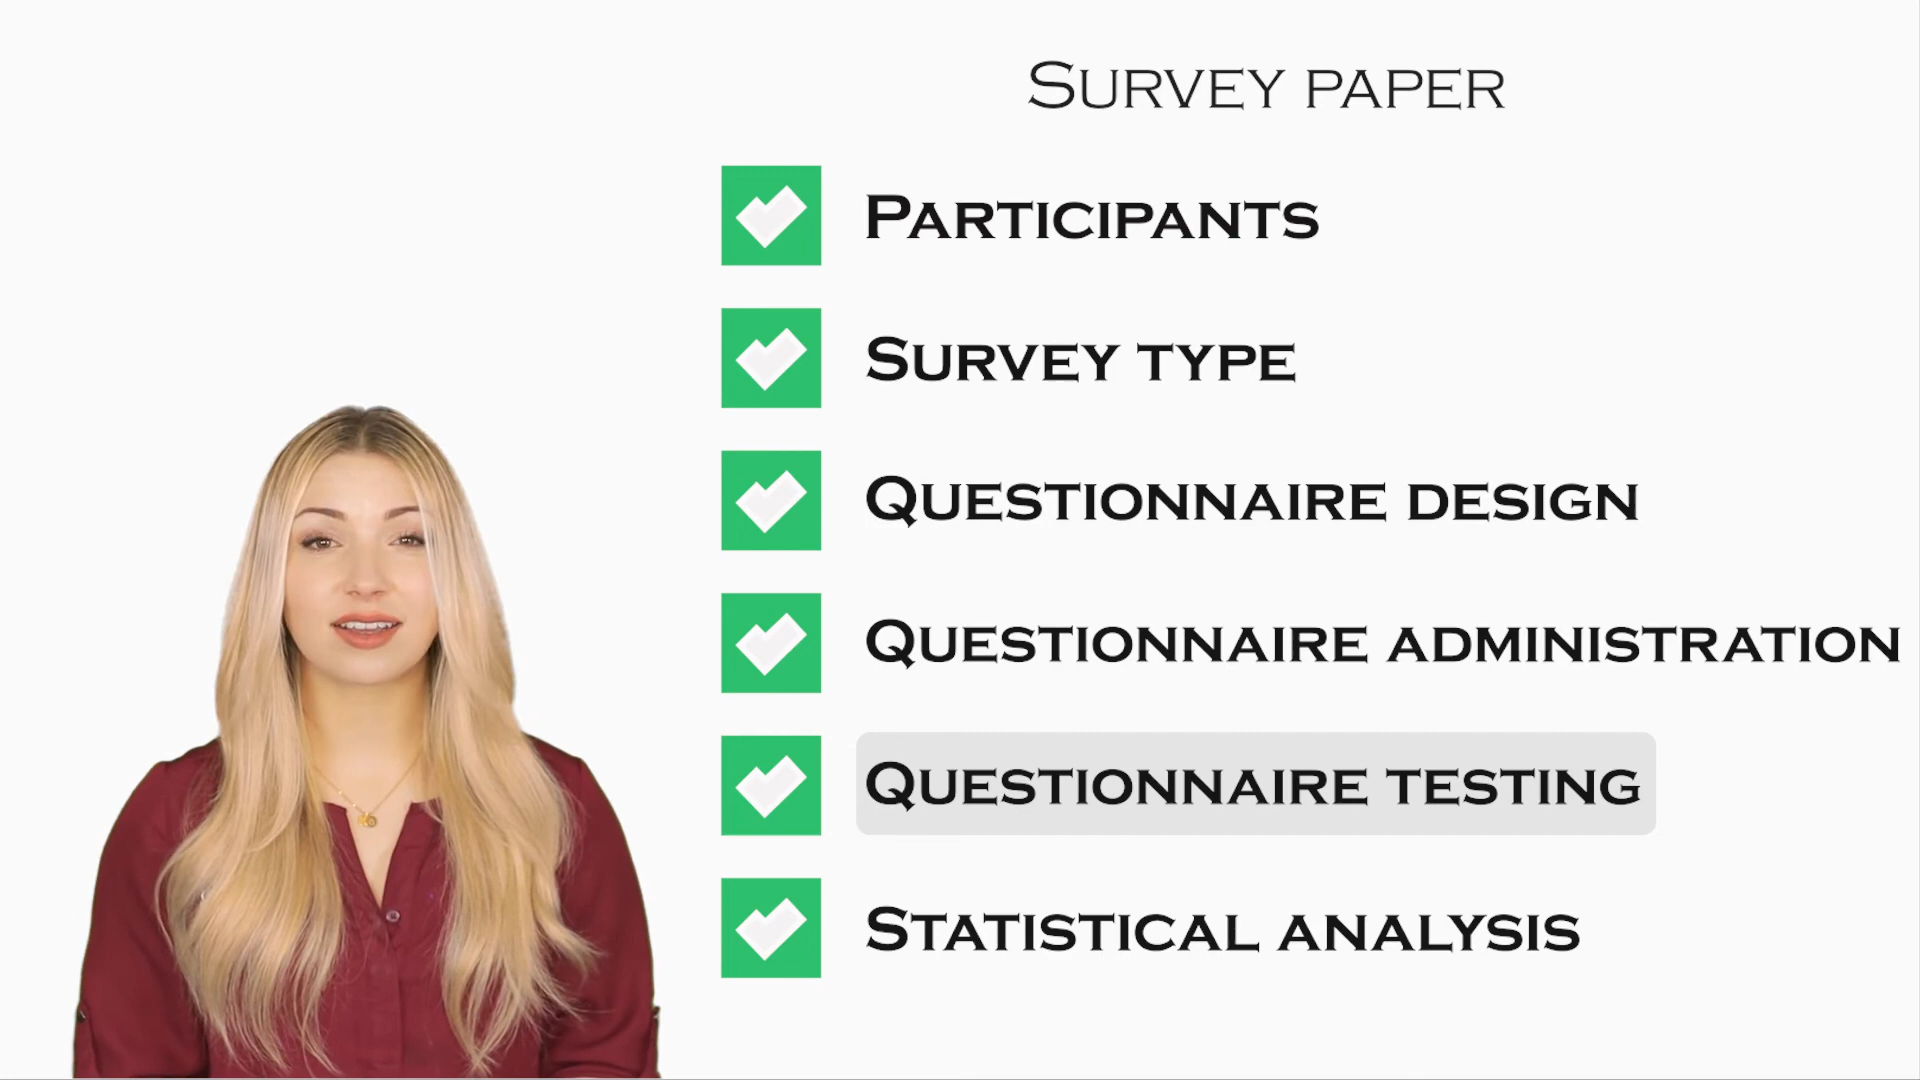 Survey paper
Participants
Survey type
Questionnaire design
Questionnaire administration
Questionnaire testing
Statistical analysis